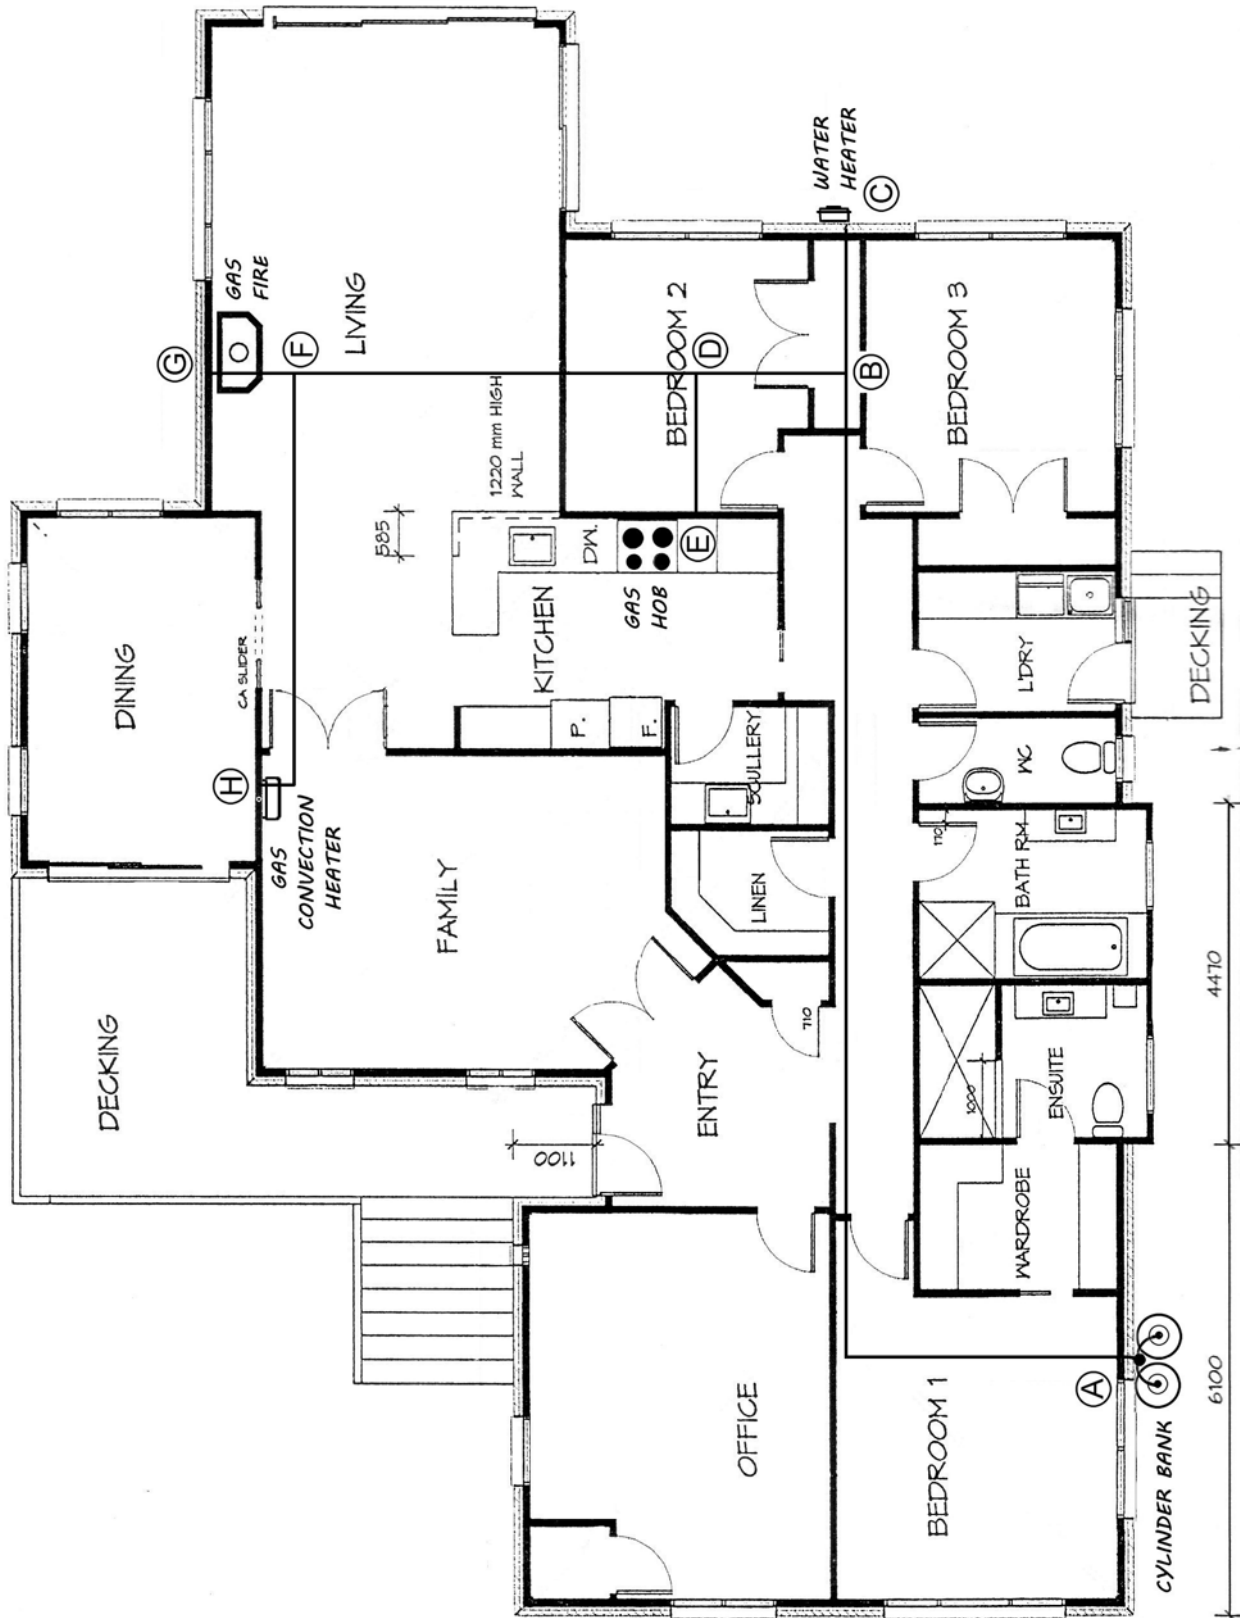 G
GAS
FIRE
F
LIVING
WATER
HEATER
C
BEDROOM 2
D
B
BEDROOM 3
1220 mm HIGH
WALL
585
DINING
CA SLIDER
KITCHEN
DW.
GAS
HOB
E
P.
F.
SCULLERY
L'DRY
DECKING
WC
H
GAS
CONVECTION
HEATER
FAMILY
LINEN
BATH RM
DECKING
ENTRY
710
1100
ENSUITE
1000
WARDROBE
4470
OFFICE
BEDROOM 1
A
CYLINDER BANK
6100